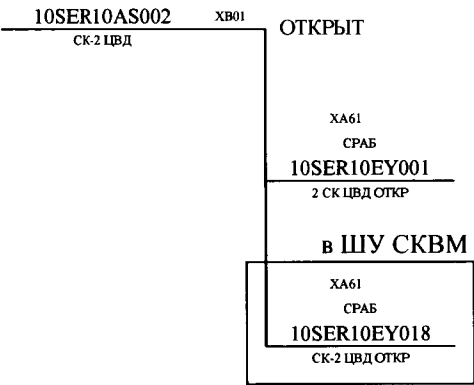 10SER10AS002 XB01
СК-2 ЦВД
ОТКРЫТ
XA61
СРАБ
10SER10EY001
2 СК ЦВД ОТКР
в ШУ СКВМ
XA61
СРАБ
10SER10EY018
СК-2 ЦВД ОТКР